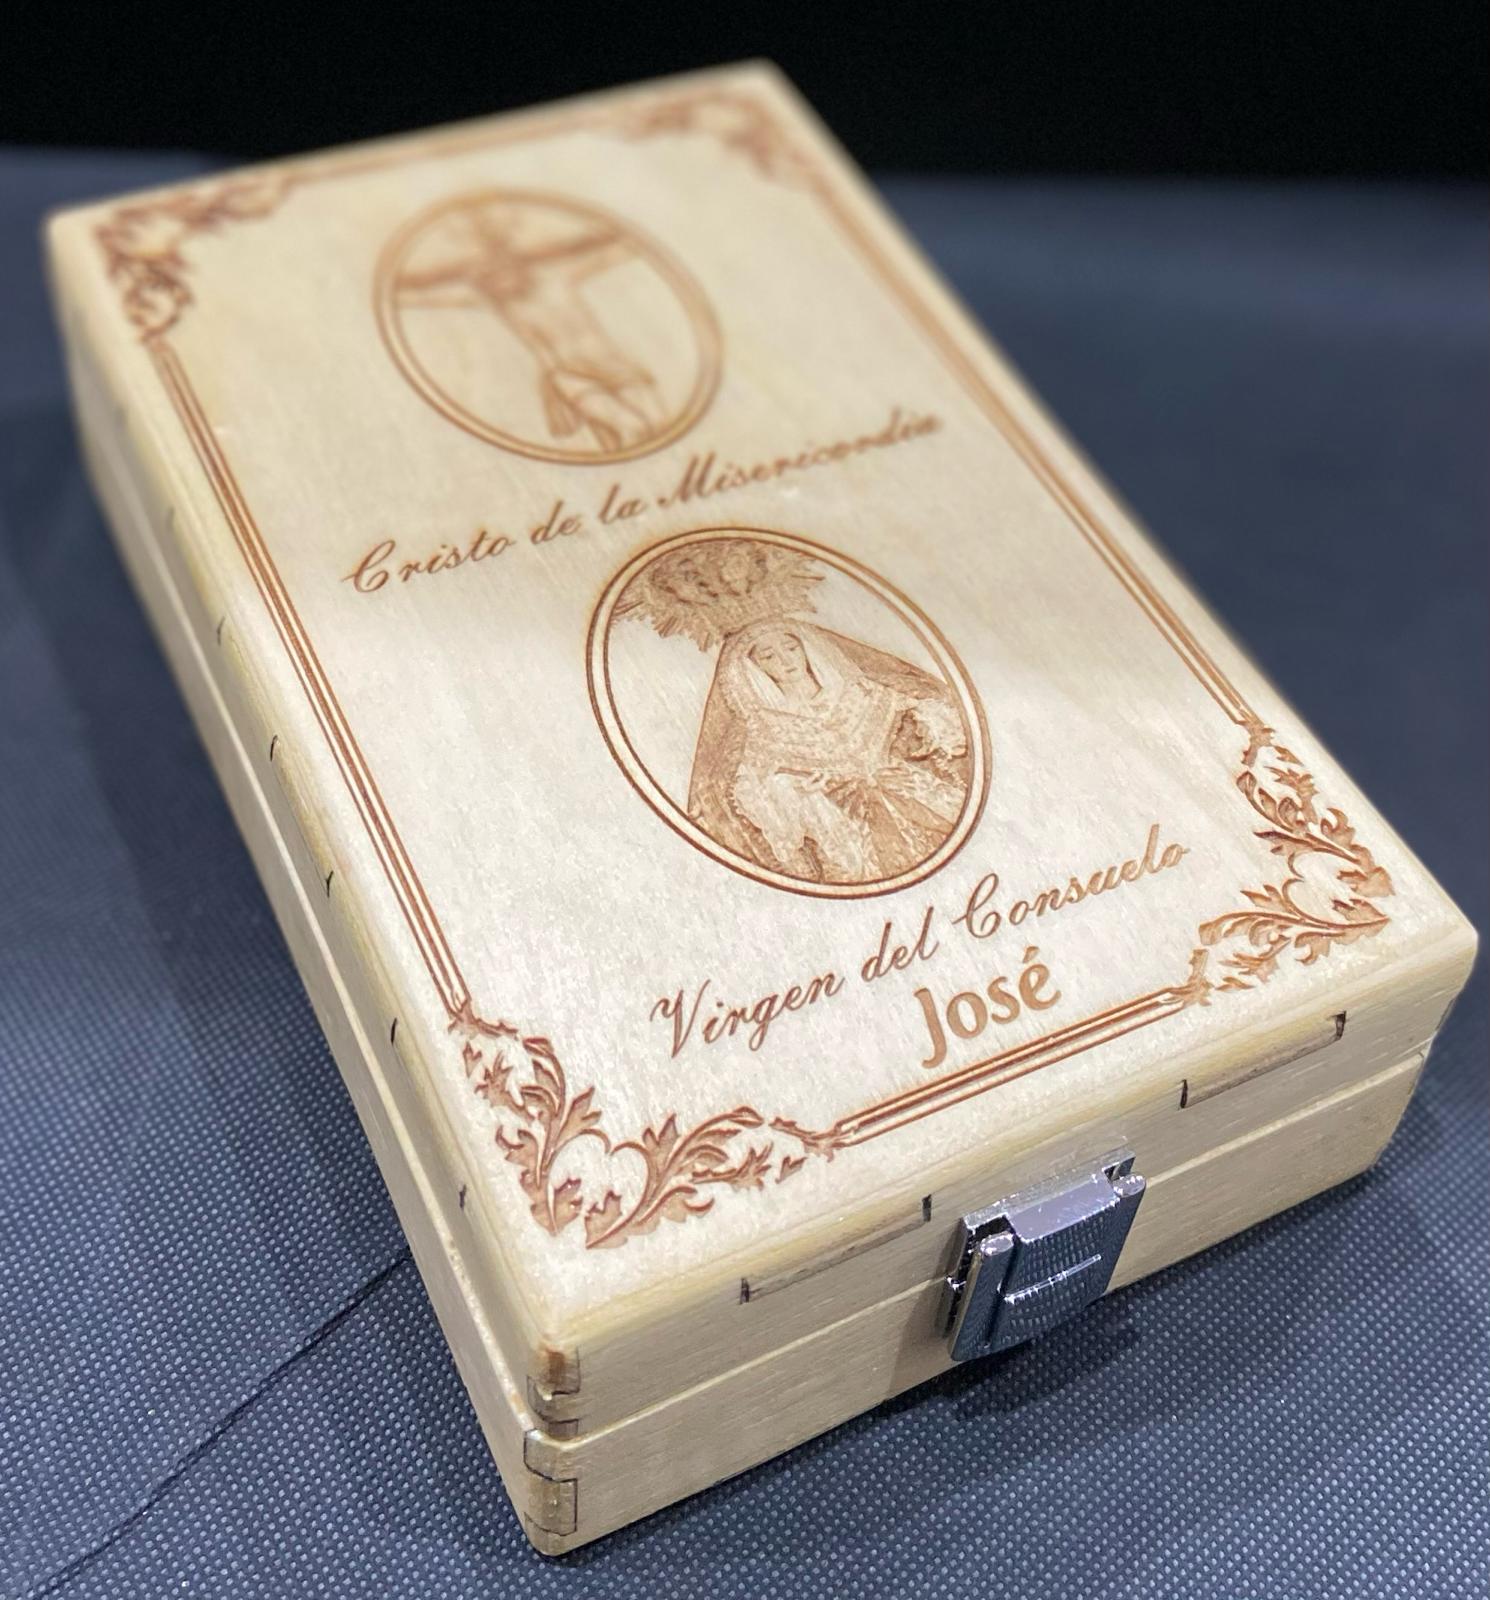 Cristo de la Misericordia
Virgen del Consuelo
José